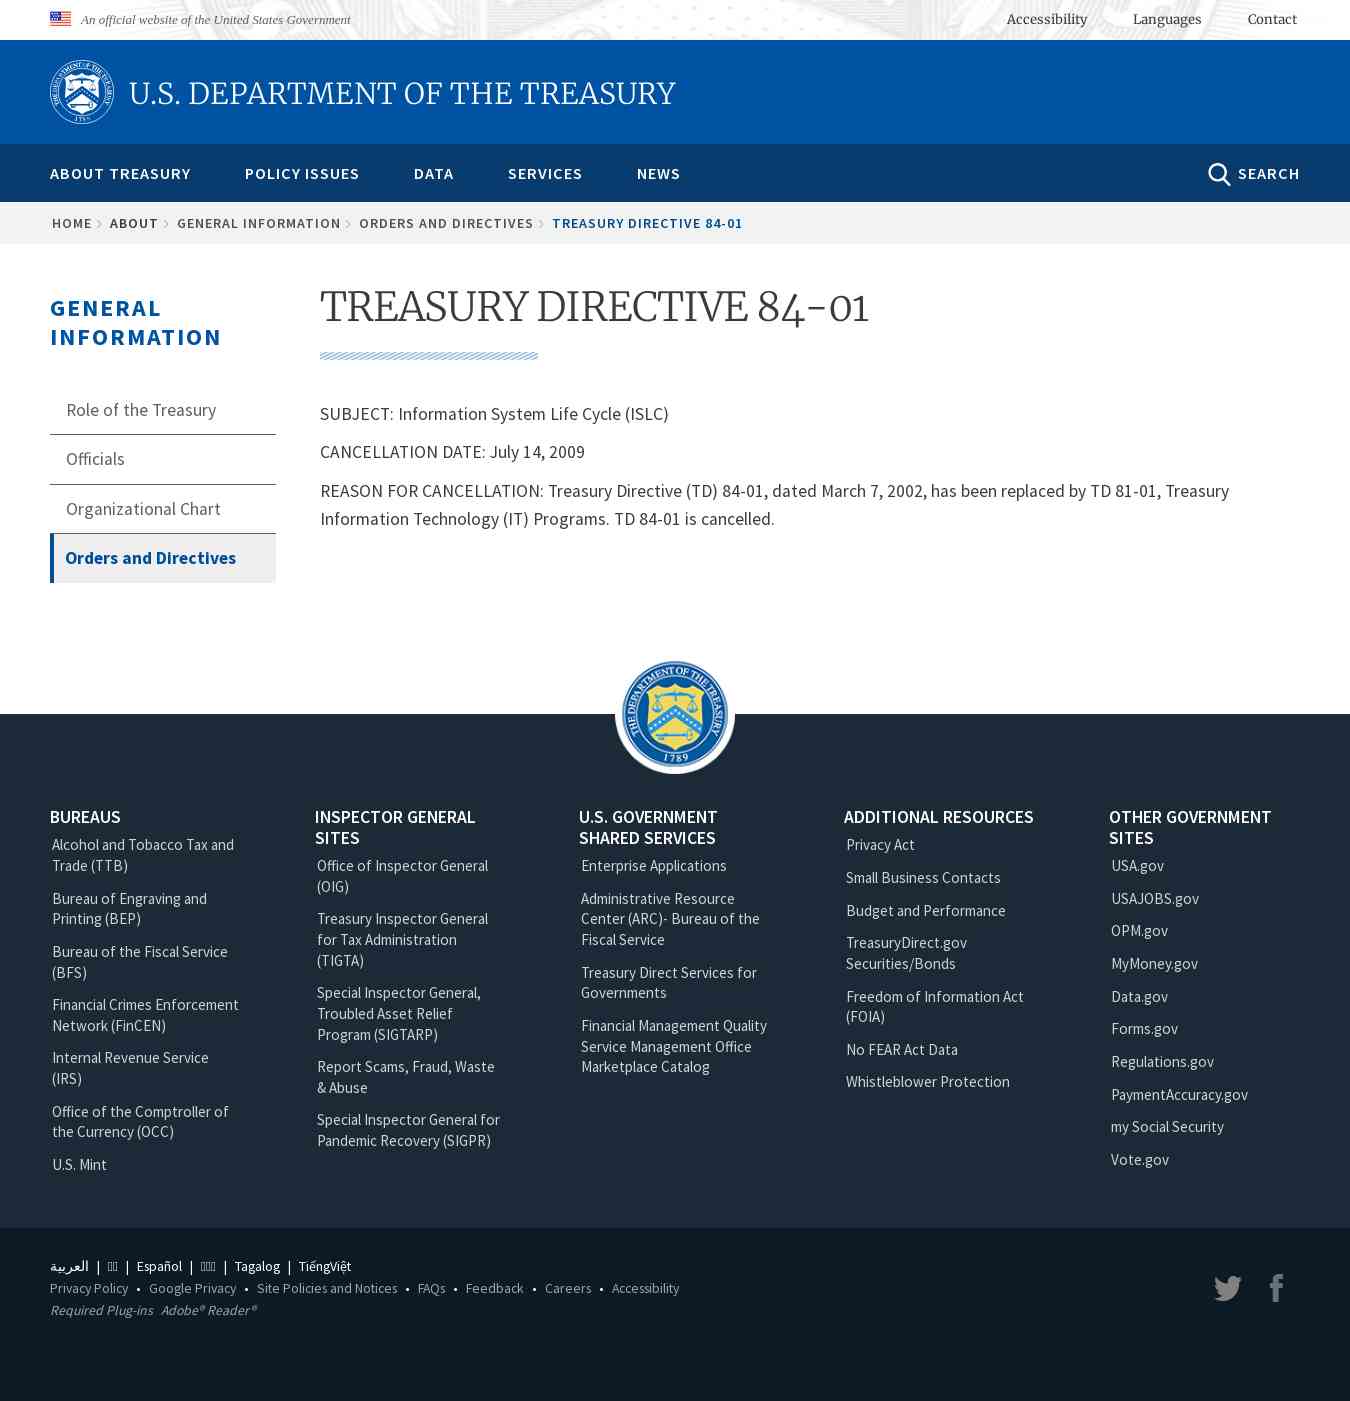 An official website of the United States Government
Accessibility Languages Contact
U.S. DEPARTMENT OF THE TREASURY
ABOUT TREASURY POLICY ISSUES DATA SERVICES NEWS SEARCH
HOME ABOUT GENERAL INFORMATION ORDERS AND DIRECTIVES TREASURY DIRECTIVE 84-01
GENERAL
INFORMATION
Role of the Treasury
Officials
Organizational Chart
Orders and Directives
TREASURY DIRECTIVE 84-01
SUBJECT: Information System Life Cycle (ISLC)
CANCELLATION DATE: July 14, 2009
REASON FOR CANCELLATION: Treasury Directive (TD) 84-01, dated March 7, 2002, has been replaced by TD 81-01, Treasury
Information Technology (IT) Programs. TD 84-01 is cancelled.
THE DEPARTMENT OF THE TREASURY
1789
BUREAUS
Alcohol and Tobacco Tax and
Trade (TTB)
Bureau of Engraving and
Printing (BEP)
Bureau of the Fiscal Service
(BFS)
Financial Crimes Enforcement
Network (FinCEN)
Internal Revenue Service
(IRS)
Office of the Comptroller of
the Currency (OCC)
U.S. Mint
INSPECTOR GENERAL
SITES
Office of Inspector General
(OIG)
Treasury Inspector General
for Tax Administration
(TIGTA)
Special Inspector General,
Troubled Asset Relief
Program (SIGTARP)
Report Scams, Fraud, Waste
& Abuse
Special Inspector General for
Pandemic Recovery (SIGPR)
U.S. GOVERNMENT
SHARED SERVICES
Enterprise Applications
Administrative Resource
Center (ARC)- Bureau of the
Fiscal Service
Treasury Direct Services for
Governments
Financial Management Quality
Service Management Office
Marketplace Catalog
ADDITIONAL RESOURCES
Privacy Act
Small Business Contacts
Budget and Performance
TreasuryDirect.gov
Securities/Bonds
Freedom of Information Act
(FOIA)
No FEAR Act Data
Whistleblower Protection
OTHER GOVERNMENT
SITES
USA.gov
USAJOBS.gov
OPM.gov
MyMoney.gov
Data.gov
Forms.gov
Regulations.gov
PaymentAccuracy.gov
my Social Security
Vote.gov
العربية | | Español | | Tagalog | TiếngViệt
Privacy Policy • Google Privacy • Site Policies and Notices • FAQs • Feedback • Careers • Accessibility
Required Plug-ins Adobe® Reader®